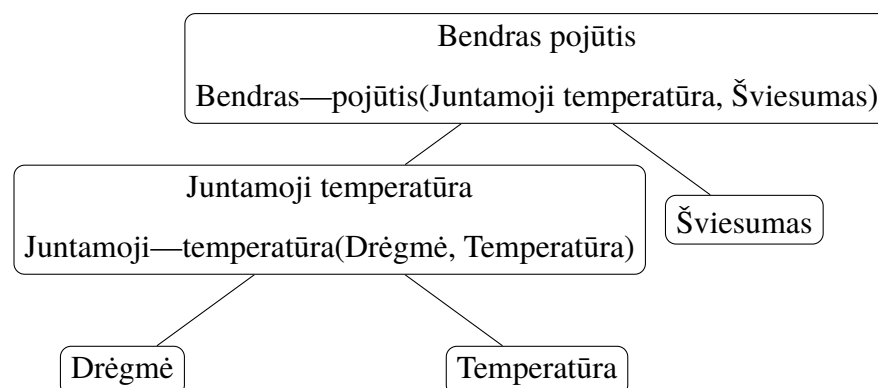 Bendras pojūtis
Bendras—pojūtis(Juntamoji temperatūra, Šviesumas)
Juntamoji temperatūra
Juntamoji—temperatūra(Drėgmė, Temperatūra)
Šviesumas
Drėgmė
Temperatūra